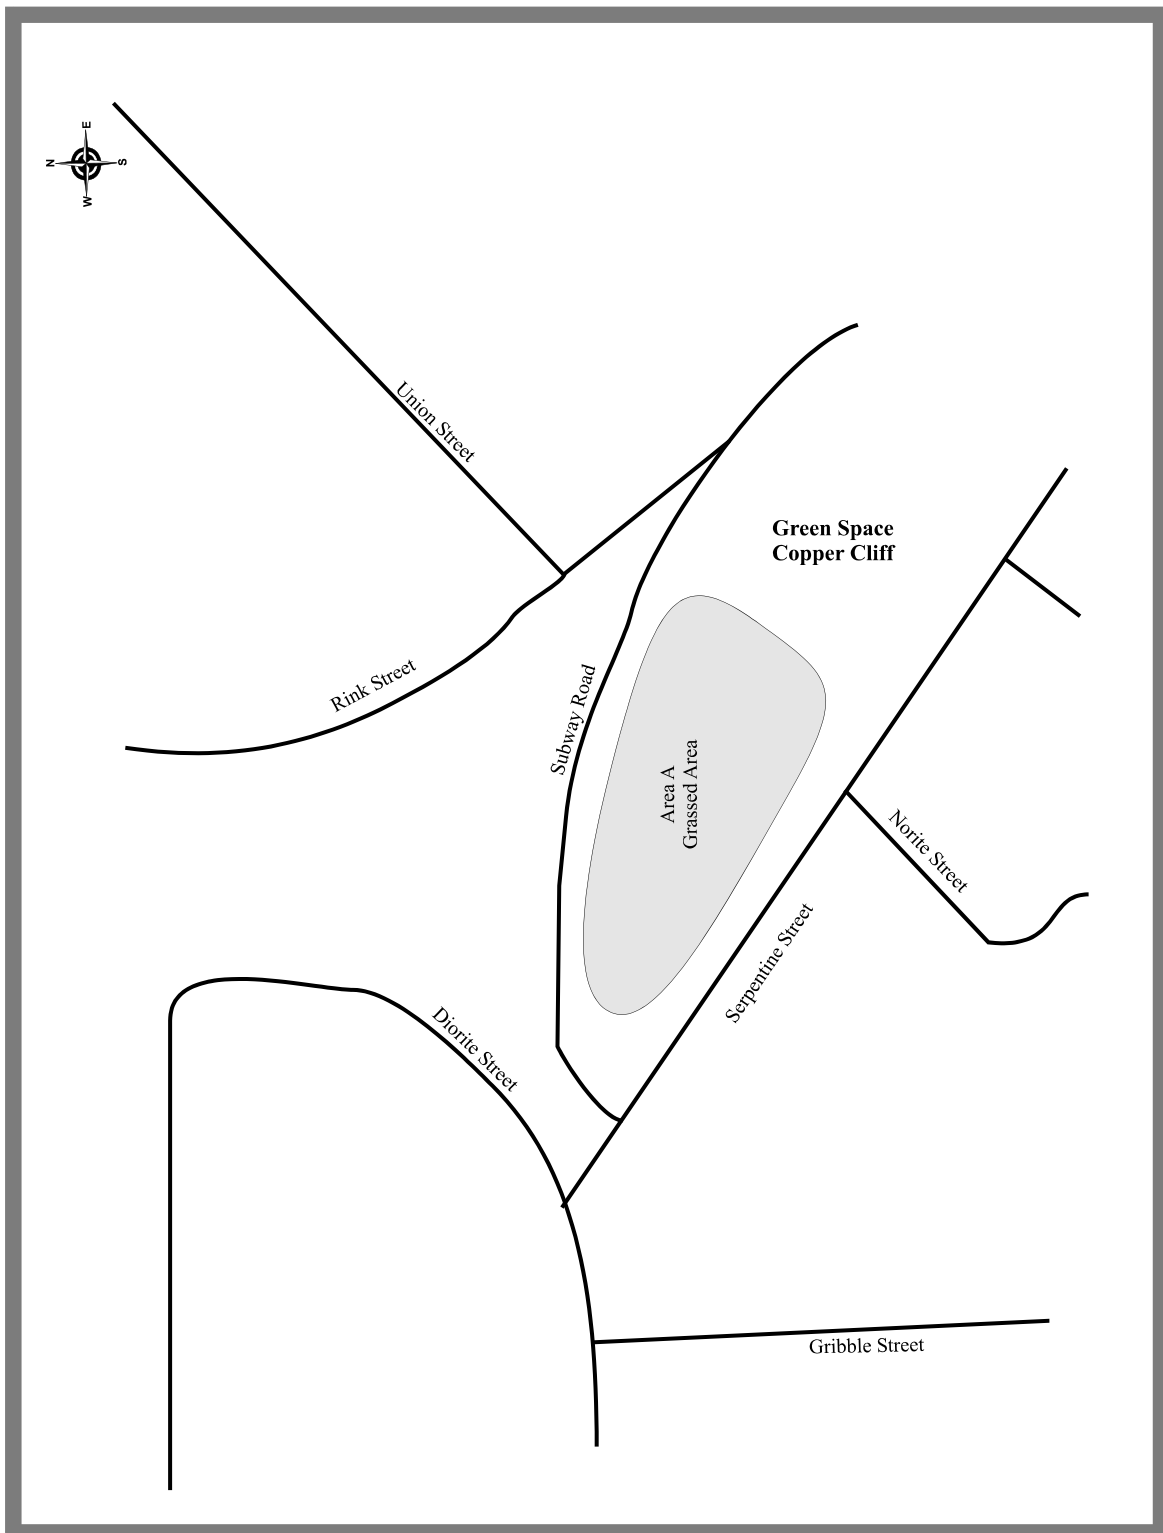 E
N
S
W
Union Street
Green Space
Copper Cliff
Rink Street
Subway Road
Area A
Grassed Area
Norite Street
Serpentine Street
Diorite Street
Gribble Street